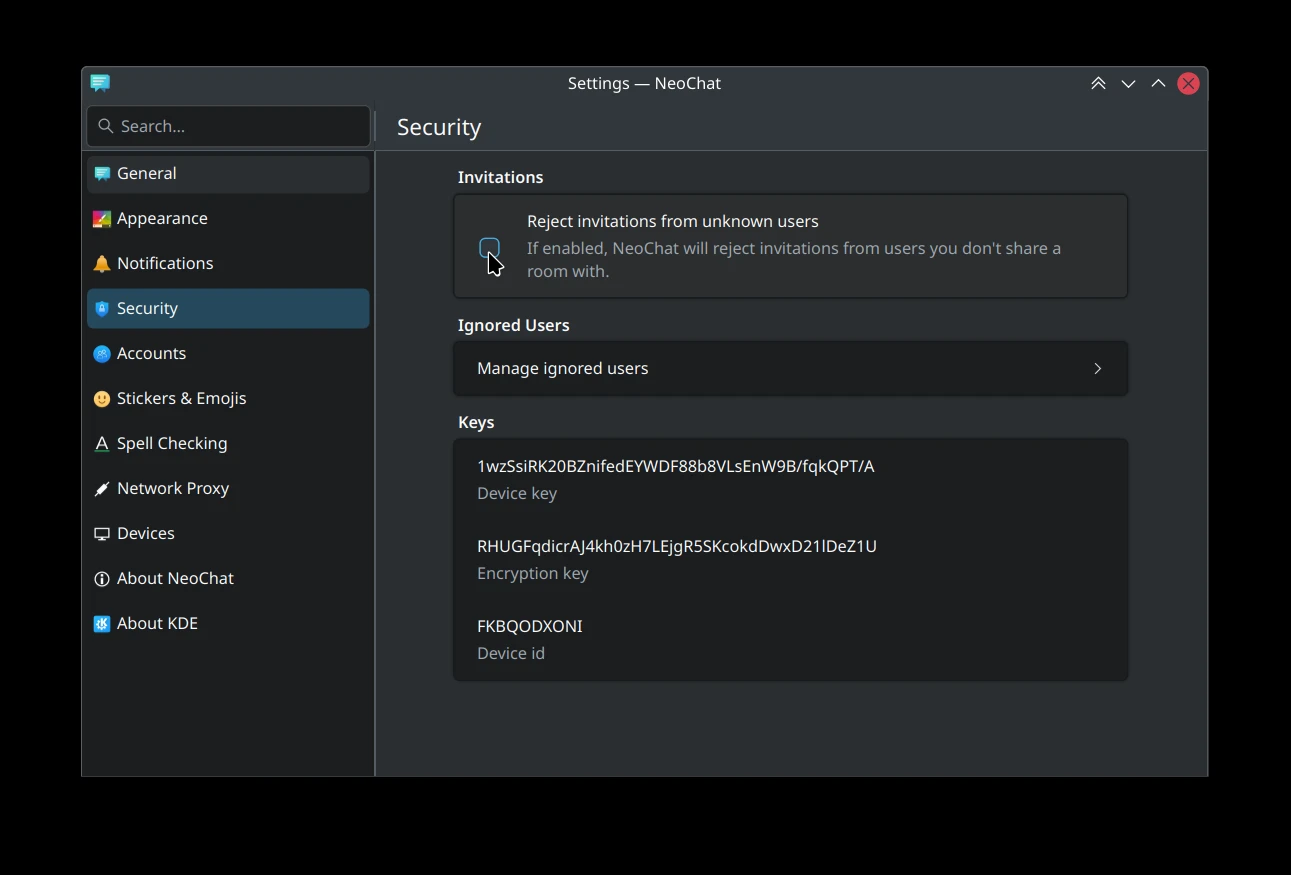 Settings — NeoChat
Search...
Security
General
Appearance
Notifications
Security
Accounts
Stickers & Emojis
Spell Checking
Network Proxy
Devices
About NeoChat
About KDE
Invitations
Reject invitations from unknown users
If enabled, NeoChat will reject invitations from users you don't share a
room with.
Ignored Users
Manage ignored users
Keys
1wzSsiRK20BZnifedEYWDF88b8VLsEnW9B/fqkQPT/A
Device key
RHUGFqdicrAJ4kh0zH7LEjgR5SKcokdDwxD21lDeZ1U
Encryption key
FKBQODXONI
Device id